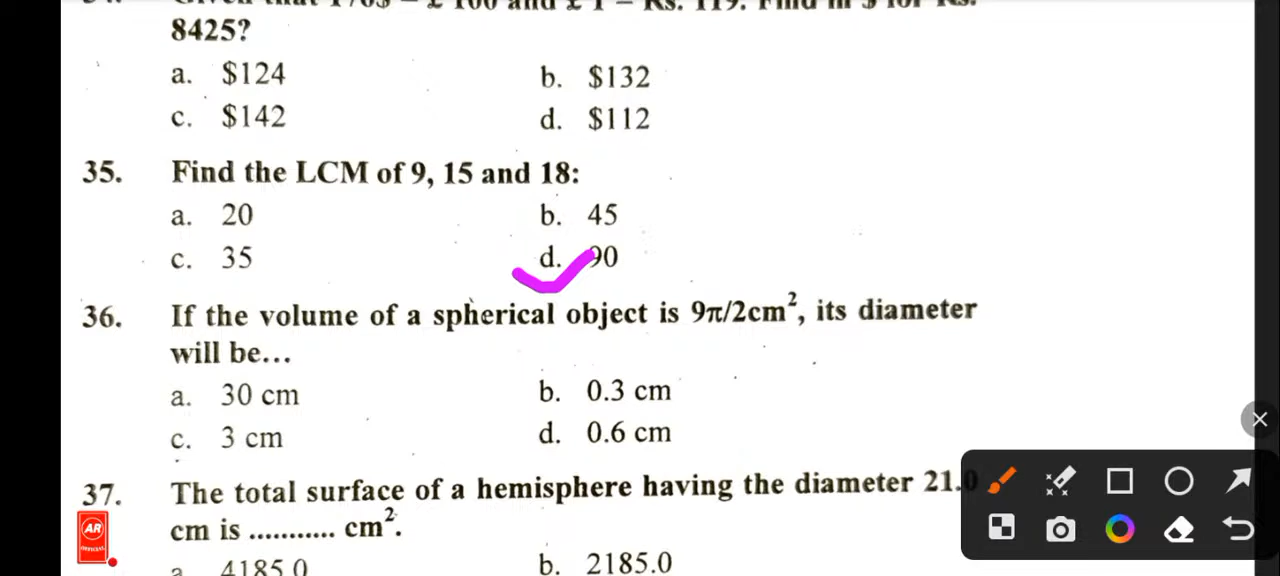 8425?
a. $124 b. $132
c. $142 d. $112
35. Find the LCM of 9, 15 and 18:
a. 20 b. 45
c. 35 d. 90
36. If the volume of a spherical object is 9π/2cm², its diameter
will be...
a. 30 cm b. 0.3 cm
c. 3 cm d. 0.6 cm
37. The total surface of a hemisphere having the diameter 21.0
cm is ........... cm².
a. 4185.0 b. 2185.0
AR